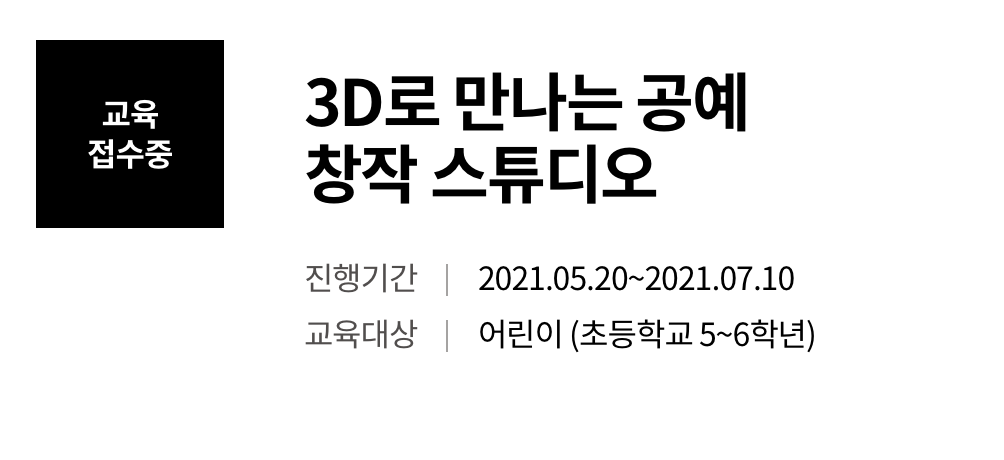 교육
접수중
3D로 만나는 공예
창작 스튜디오
진행기간 | 2021.05.20~2021.07.10
교육대상 | 어린이 (초등학교 5~6학년)